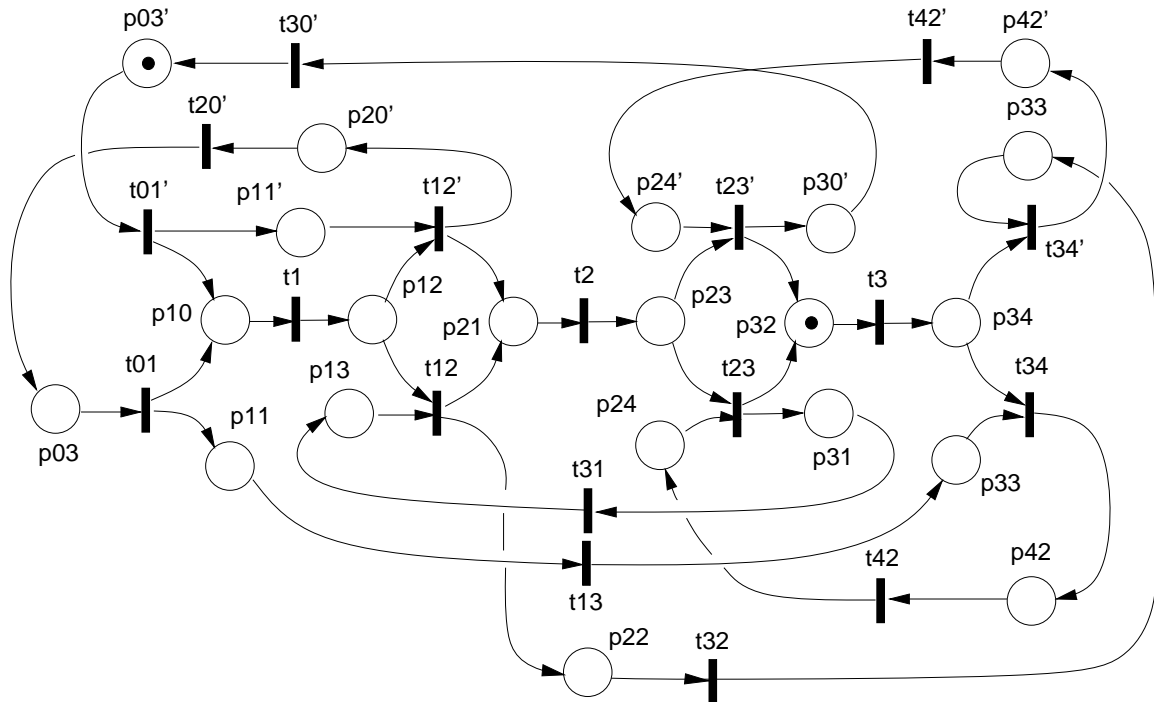 p03’
t30’
t42’
p42’
t20’
p20’
p33
t01’
p11’
t12’
p24’
t23’
p30’
t34’
p10
t1
p12
p21
t2
p23
p32
t3
p34
t01
p13
t12
t23
t34
p03
p11
p24
p31
p33
t31
t13
t42
p42
p22
t32